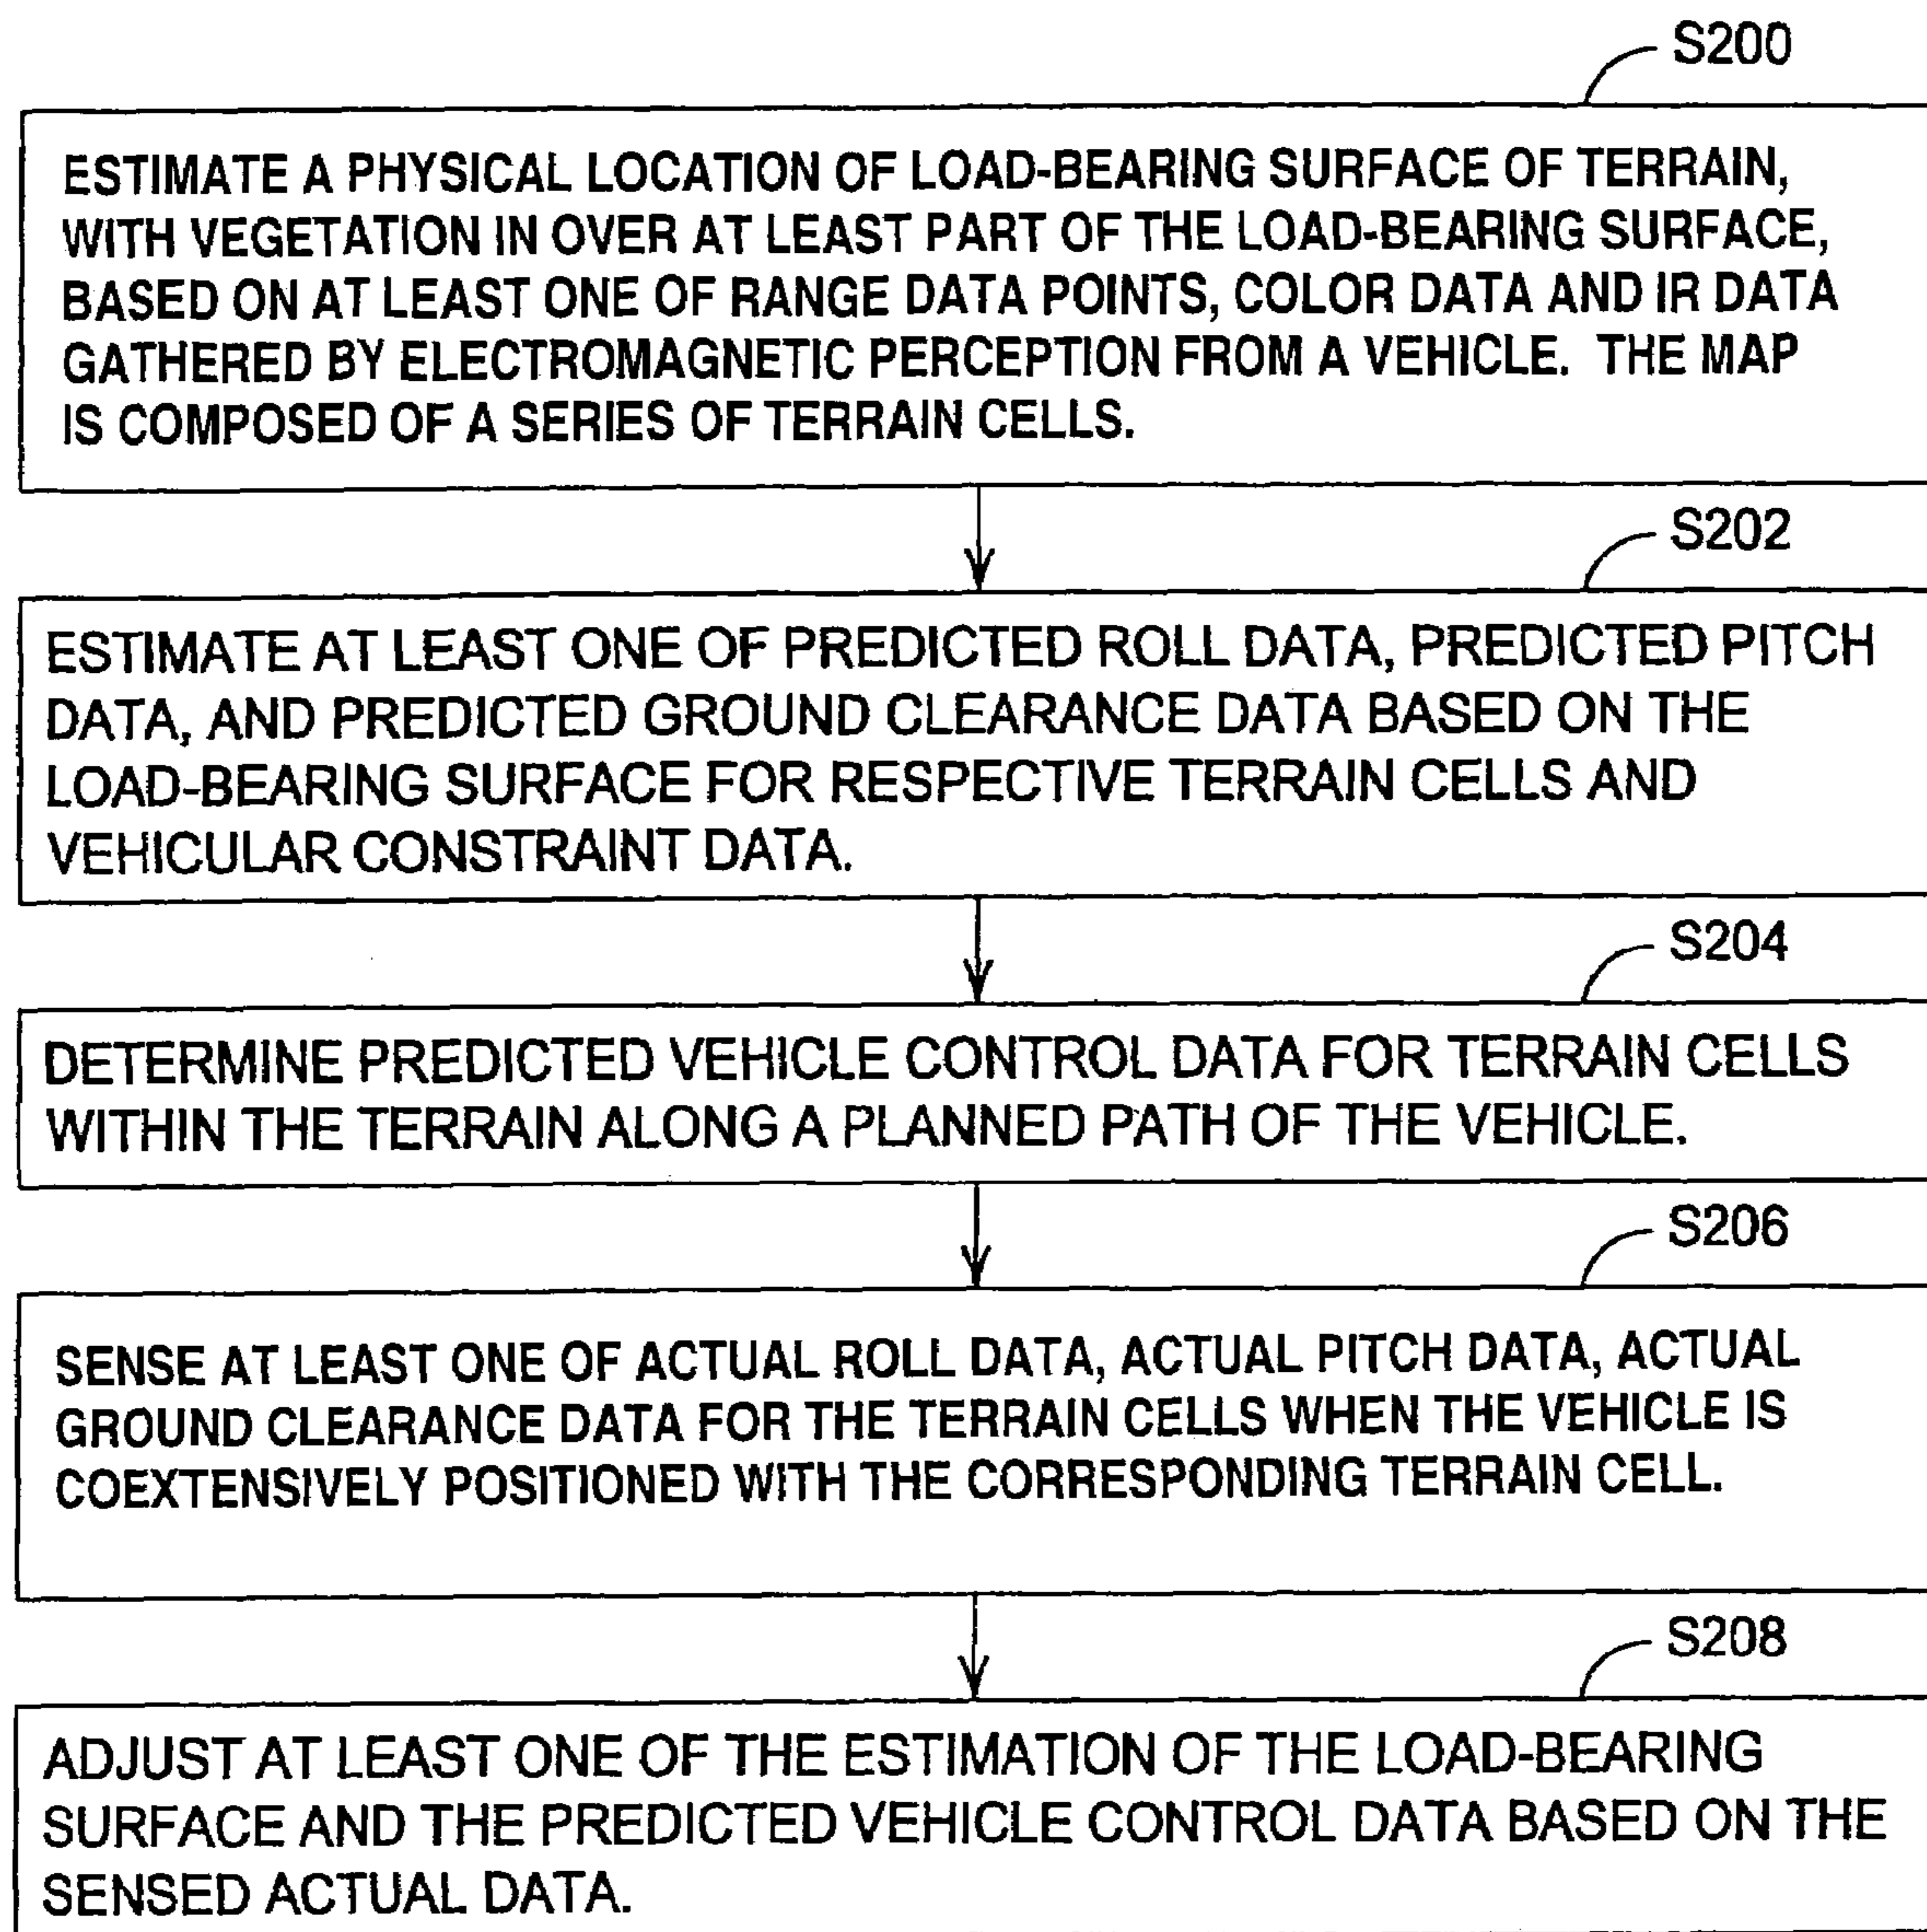 S200
ESTIMATE A PHYSICAL LOCATION OF LOAD-BEARING SURFACE OF TERRAIN,
WITH VEGETATION IN OVER AT LEAST PART OF THE LOAD-BEARING SURFACE,
BASED ON AT LEAST ONE OF RANGE DATA POINTS, COLOR DATA AND IR DATA
GATHERED BY ELECTROMAGNETIC PERCEPTION FROM A VEHICLE. THE MAP
IS COMPOSED OF A SERIES OF TERRAIN CELLS.
S202
ESTIMATE AT LEAST ONE OF PREDICTED ROLL DATA, PREDICTED PITCH
DATA, AND PREDICTED GROUND CLEARANCE DATA BASED ON THE
LOAD-BEARING SURFACE FOR RESPECTIVE TERRAIN CELLS AND
VEHICULAR CONSTRAINT DATA.
S204
DETERMINE PREDICTED VEHICLE CONTROL DATA FOR TERRAIN CELLS
WITHIN THE TERRAIN ALONG A PLANNED PATH OF THE VEHICLE.
S206
SENSE AT LEAST ONE OF ACTUAL ROLL DATA, ACTUAL PITCH DATA, ACTUAL
GROUND CLEARANCE DATA FOR THE TERRAIN CELLS WHEN THE VEHICLE IS
COEXTENSIVELY POSITIONED WITH THE CORRESPONDING TERRAIN CELL.
S208
ADJUST AT LEAST ONE OF THE ESTIMATION OF THE LOAD-BEARING
SURFACE AND THE PREDICTED VEHICLE CONTROL DATA BASED ON THE
SENSED ACTUAL DATA.